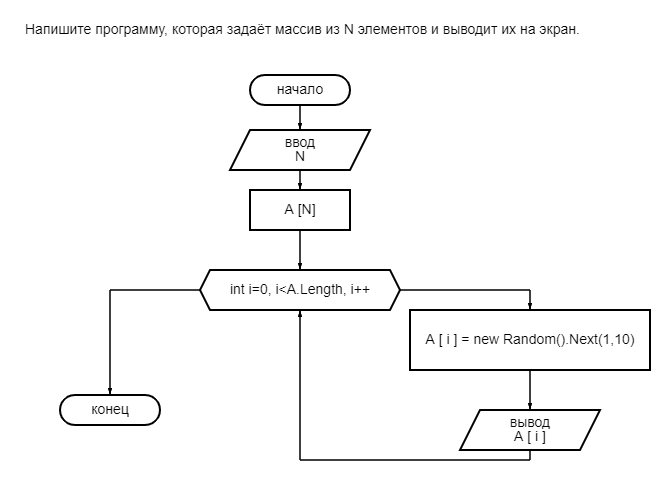 Напишите программу, которая задаёт массив из N элементов и выводит их на экран.
начало
ввод
N
A [N]
int i=0, i<A.Length, i++
A [ i ] = new Random().Next(1,10)
конец
вывод
A [ i ]